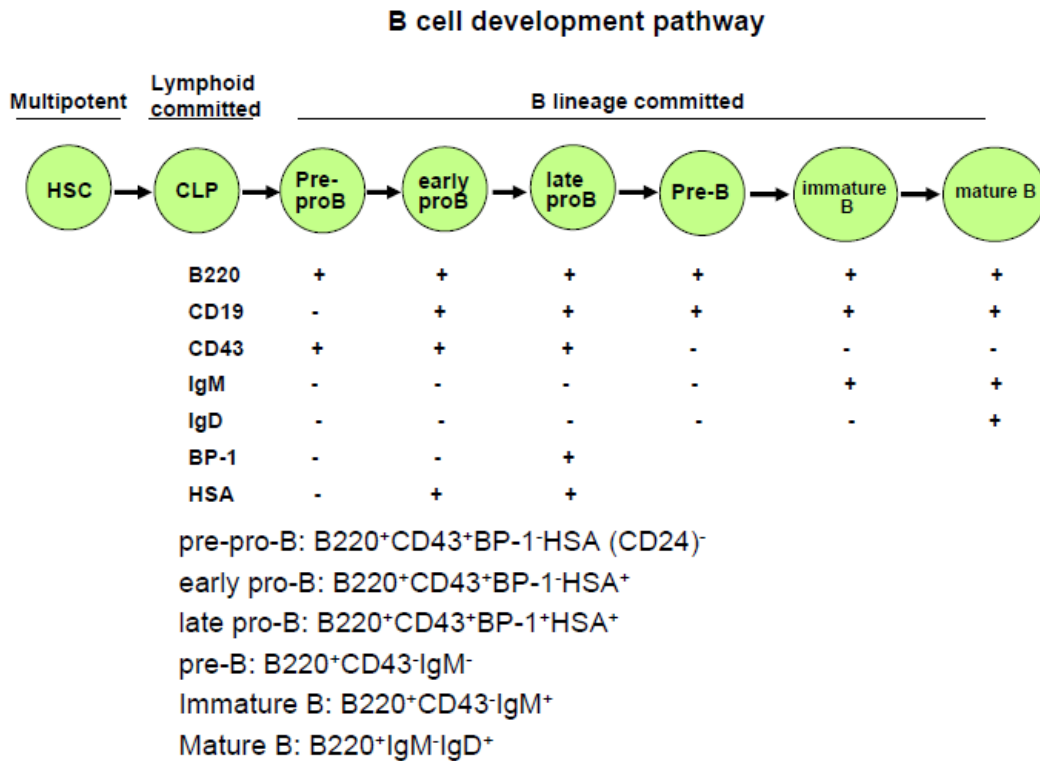 B cell development pathway
Multipotent
Lymphoid
committed
B lineage committed
HSC
CLP
Pre-
proB
early
proB
late
proB
Pre-B
immature
B
mature B
B220 + + + + + +
CD19 - + + + + +
CD43 + + + - - -
IgM - - - - + +
IgD - - - - - +
BP-1 - - +
HSA - + +
pre-pro-B: B220⁺CD43⁺BP-1⁻HSA (CD24)⁻
early pro-B: B220⁺CD43⁺BP-1⁻HSA⁺
late pro-B: B220⁺CD43⁺BP-1⁺HSA⁺
pre-B: B220⁺CD43⁻IgM⁻
Immature B: B220⁺CD43⁻IgM⁺
Mature B: B220⁺IgM⁻IgD⁺